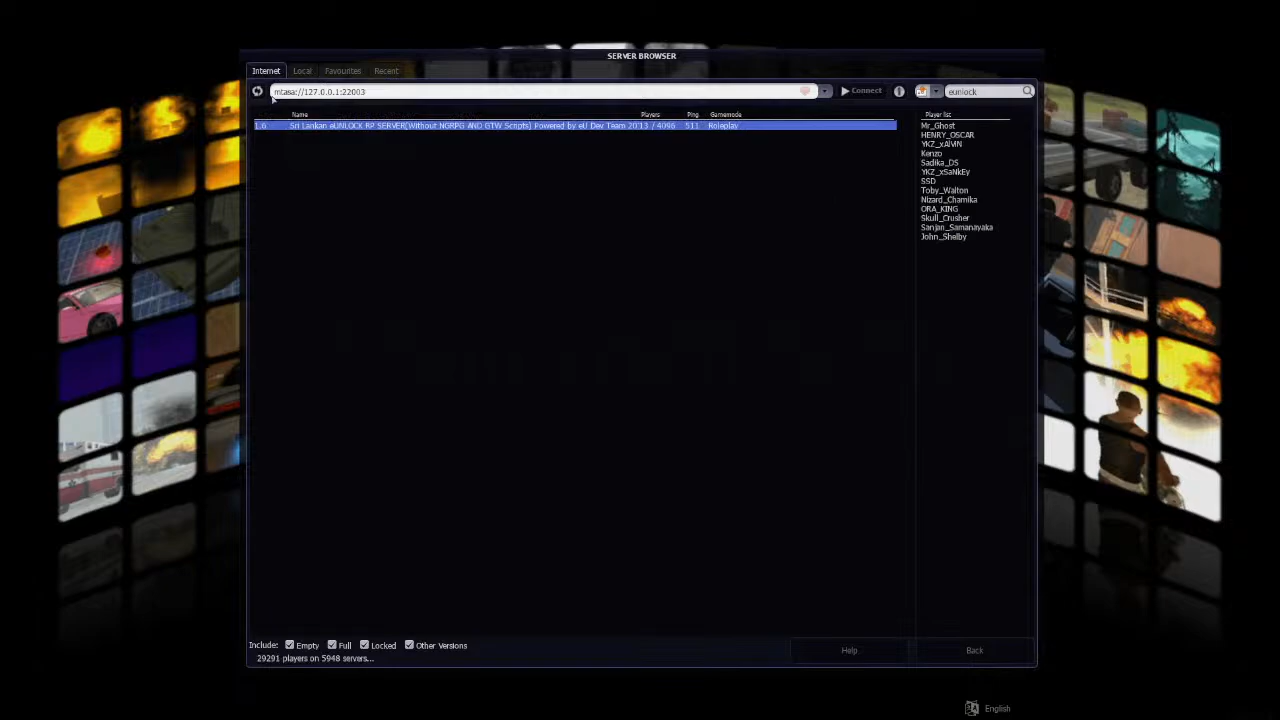 SERVER BROWSER
Internet Local Favourites Recent
mtasa://127.0.0.1:22003 Connect eunlock
Name Players Ping Gamemode Player list
1.6 Sri Lankan eUNLOCK RP SERVER(Without NGRPG AND GTW Scripts) Powered by eU Dev Team 20 13 / 4096 511 Roleplay
Mr_Ghost
HENRY_OSCAR
YKZ_xAlViN
Kenzo
Sadika_DS
YKZ_xSaNkEy
SSD
Toby_Walton
Nizard_Chamika
ORA_KING
Skull_Crusher
Sanjan_Samanayaka
John_Shelby
Include: Empty Full Locked Other Versions
29291 players on 5948 servers...
Help Back
English